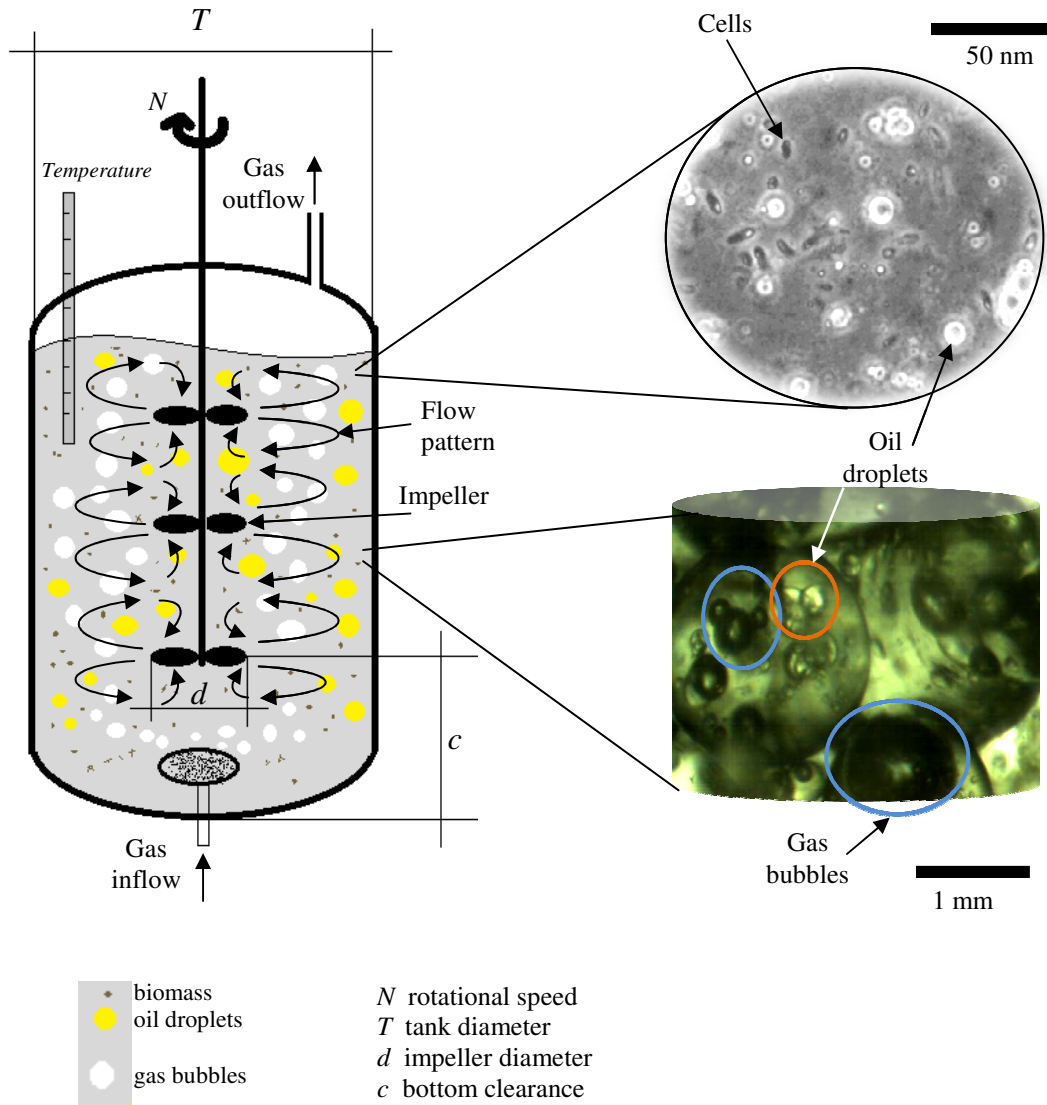 T
N
Temperature
Gas
outflow
Cells
50 nm
Flow
pattern
Impeller
Oil
droplets
d
c
Gas
inflow
Gas
bubbles
1 mm
biomass
oil droplets
gas bubbles
N rotational speed
T tank diameter
d impeller diameter
c bottom clearance